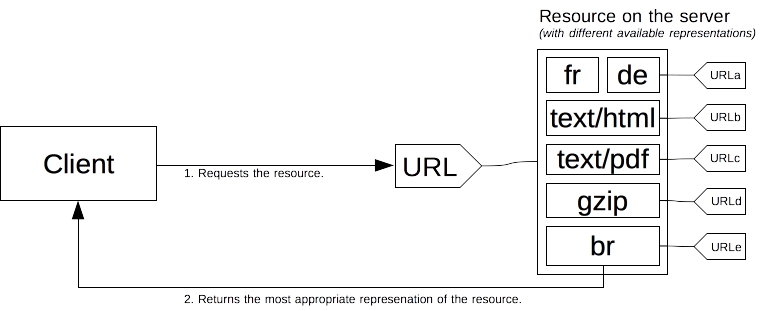 Resource on the server
(with different available representations)
fr
de
URLa
text/html
URLb
Client
URL
text/pdf
URLc
1. Requests the resource.
gzip
URLd
br
URLe
2. Returns the most appropriate represenation of the resource.